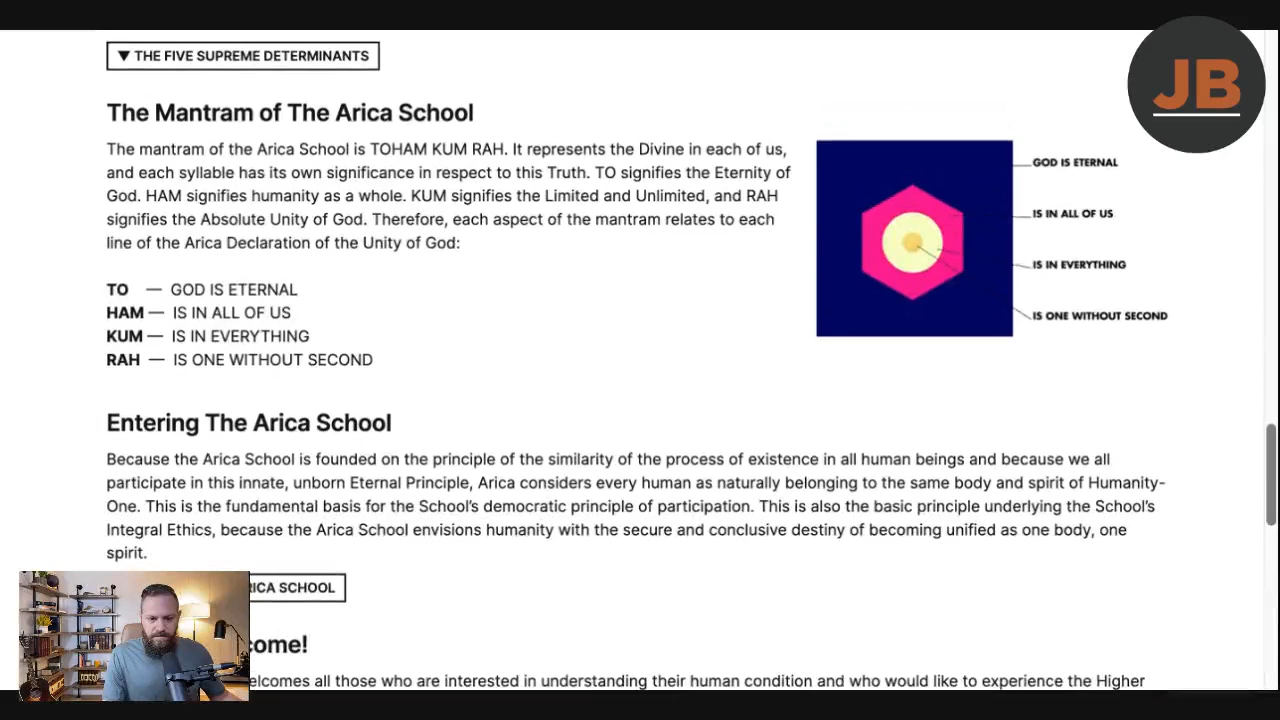 ▼ THE FIVE SUPREME DETERMINANTS
JB
The Mantram of The Arica School
The mantram of the Arica School is TOHAM KUM RAH. It represents the Divine in each of us,
and each syllable has its own significance in respect to this Truth. TO signifies the Eternity of
God. HAM signifies humanity as a whole. KUM signifies the Limited and Unlimited, and RAH
signifies the Absolute Unity of God. Therefore, each aspect of the mantram relates to each
line of the Arica Declaration of the Unity of God:
GOD IS ETERNAL
IS IN ALL OF US
IS IN EVERYTHING
IS ONE WITHOUT SECOND
TO — GOD IS ETERNAL
HAM — IS IN ALL OF US
KUM — IS IN EVERYTHING
RAH — IS ONE WITHOUT SECOND
Entering The Arica School
Because the Arica School is founded on the principle of the similarity of the process of existence in all human beings and because we all
participate in this innate, unborn Eternal Principle, Arica considers every human as naturally belonging to the same body and spirit of Humanity-
One. This is the fundamental basis for the School's democratic principle of participation. This is also the basic principle underlying the School's
Integral Ethics, because the Arica School envisions humanity with the secure and conclusive destiny of becoming unified as one body, one
spirit.
RICA SCHOOL
come!
elcomes all those who are interested in understanding their human condition and who would like to experience the Higher